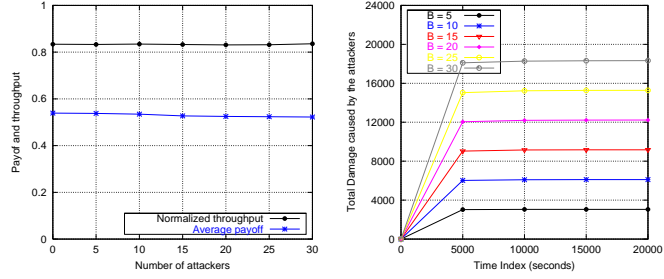 Payof and throughput
1
0.8
0.6
0.4
0.2
0
0 5 10 15 20 25 30
Number of attackers
Normalized throughput
Average payoff
Total Damage caused by the attackers
24000
20000
16000
12000
8000
4000
0
0 5000 10000 15000 20000
Time Index (seconds)
B = 5
B = 10
B = 15
B = 20
B = 25
B = 30